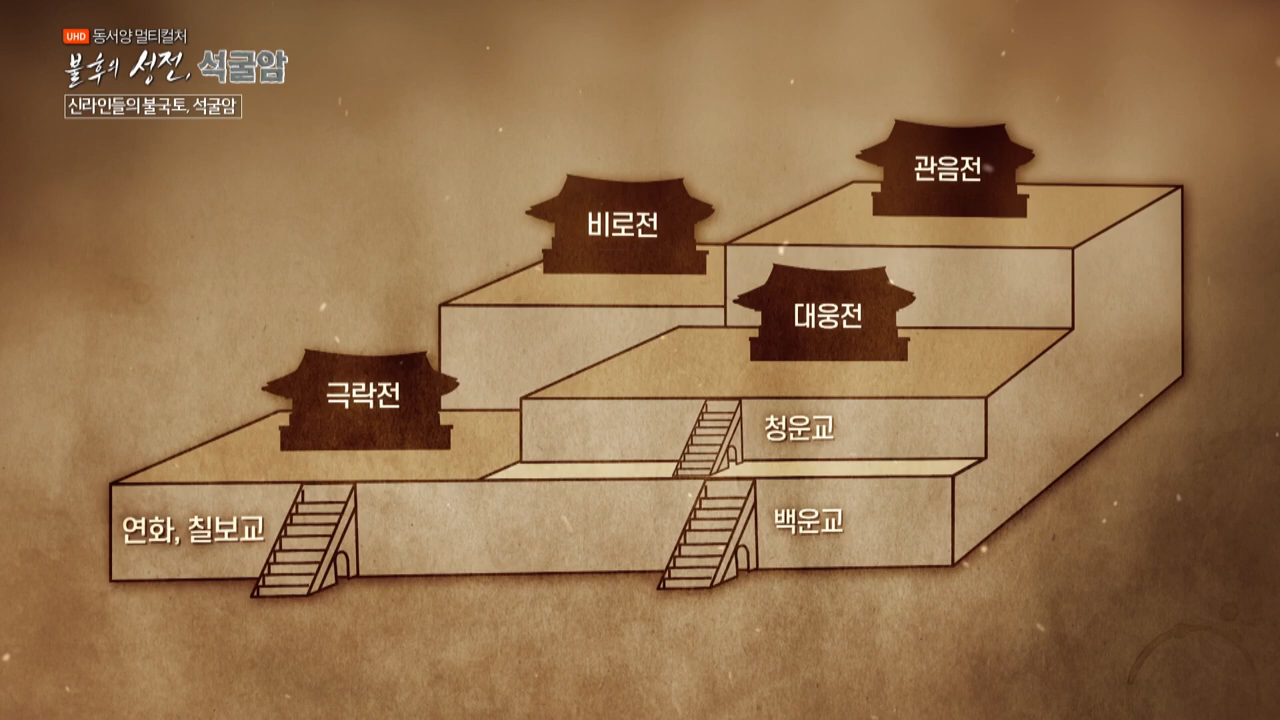 UHD 동서양 멀티컬처
불후의 성전, 석굴암
신라인들의 불국토, 석굴암
관음전
비로전
대웅전
극락전
청운교
연화, 칠보교
백운교